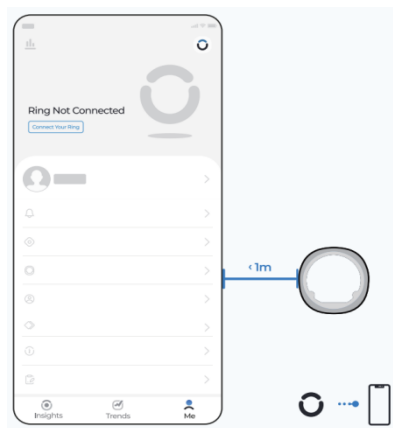 Ring Not Connected
Connect Your Ring
‹1m
Insights
Trends
Me